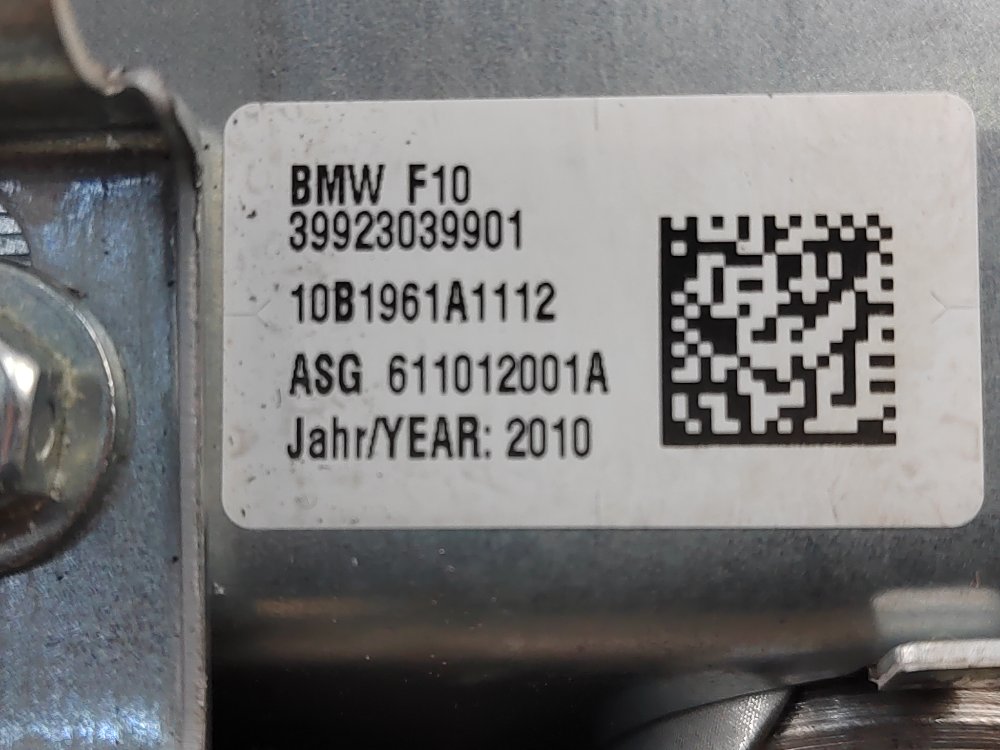 BMW F10
39923039901
10B1961A1112
ASG 611012001A
Jahr/YEAR: 2010